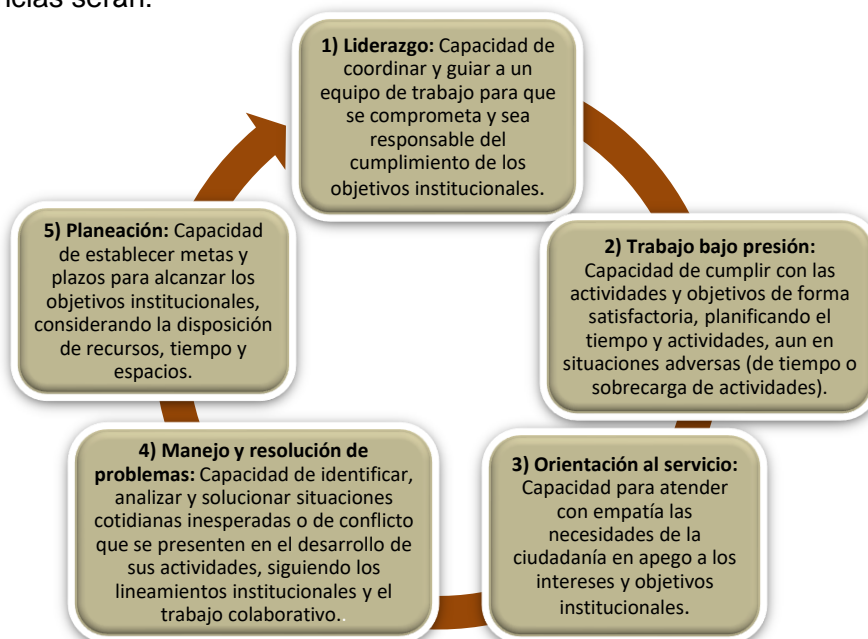 ncias serán:
1) Liderazgo: Capacidad de
coordinar y guiar a un
equipo de trabajo para que
se comprometa y sea
responsable del
cumplimiento de los
objetivos institucionales.
2) Trabajo bajo presión:
Capacidad de cumplir con las
actividades y objetivos de forma
satisfactoria, planificando el
tiempo y actividades, aun en
situaciones adversas (de tiempo o
sobrecarga de actividades).
3) Orientación al servicio:
Capacidad para atender
con empatía las
necesidades de la
ciudadanía en apego a los
intereses y objetivos
institucionales.
4) Manejo y resolución de
problemas: Capacidad de identificar,
analizar y solucionar situaciones
cotidianas inesperadas o de conflicto
que se presenten en el desarrollo de
sus actividades, siguiendo los
lineamientos institucionales y el
trabajo colaborativo..
5) Planeación: Capacidad
de establecer metas y
plazos para alcanzar los
objetivos institucionales,
considerando la disposición
de recursos, tiempo y
espacios.